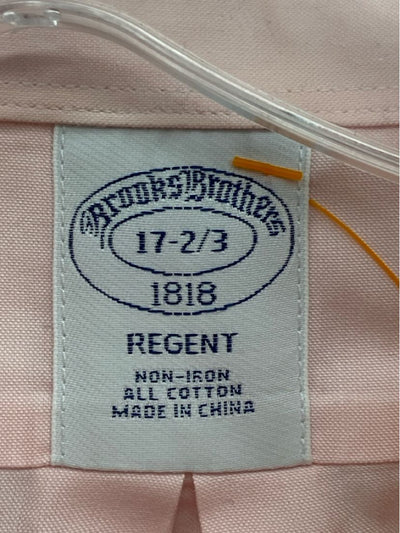 Brooks Brothers
17-2/3
1818
REGENT
NON-IRON
ALL COTTON
MADE IN CHINA